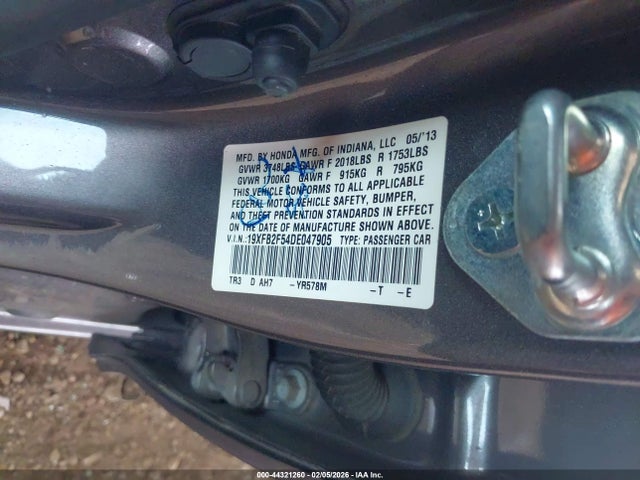 MFD. BY HONDA MFG. OF INDIANA, LLC 05/'13
GVWR 3748LBS GAWR F 2018LBS R 1753LBS
GVWR 1700KG GAWR F 915KG R 795KG
THIS VEHICLE CONFORMS TO ALL APPLICABLE
FEDERAL MOTOR VEHICLE SAFETY, BUMPER,
AND THEFT PREVENTION STANDARDS IN EFFECT
ON THE DATE OF MANUFACTURE SHOWN ABOVE.
V.I.N.: 19XFB2F54DE047905 TYPE: PASSENGER CAR
TR3 D AH7 -YR578M -T -E
000-44321260 - 02/05/2026 - IAA Inc.